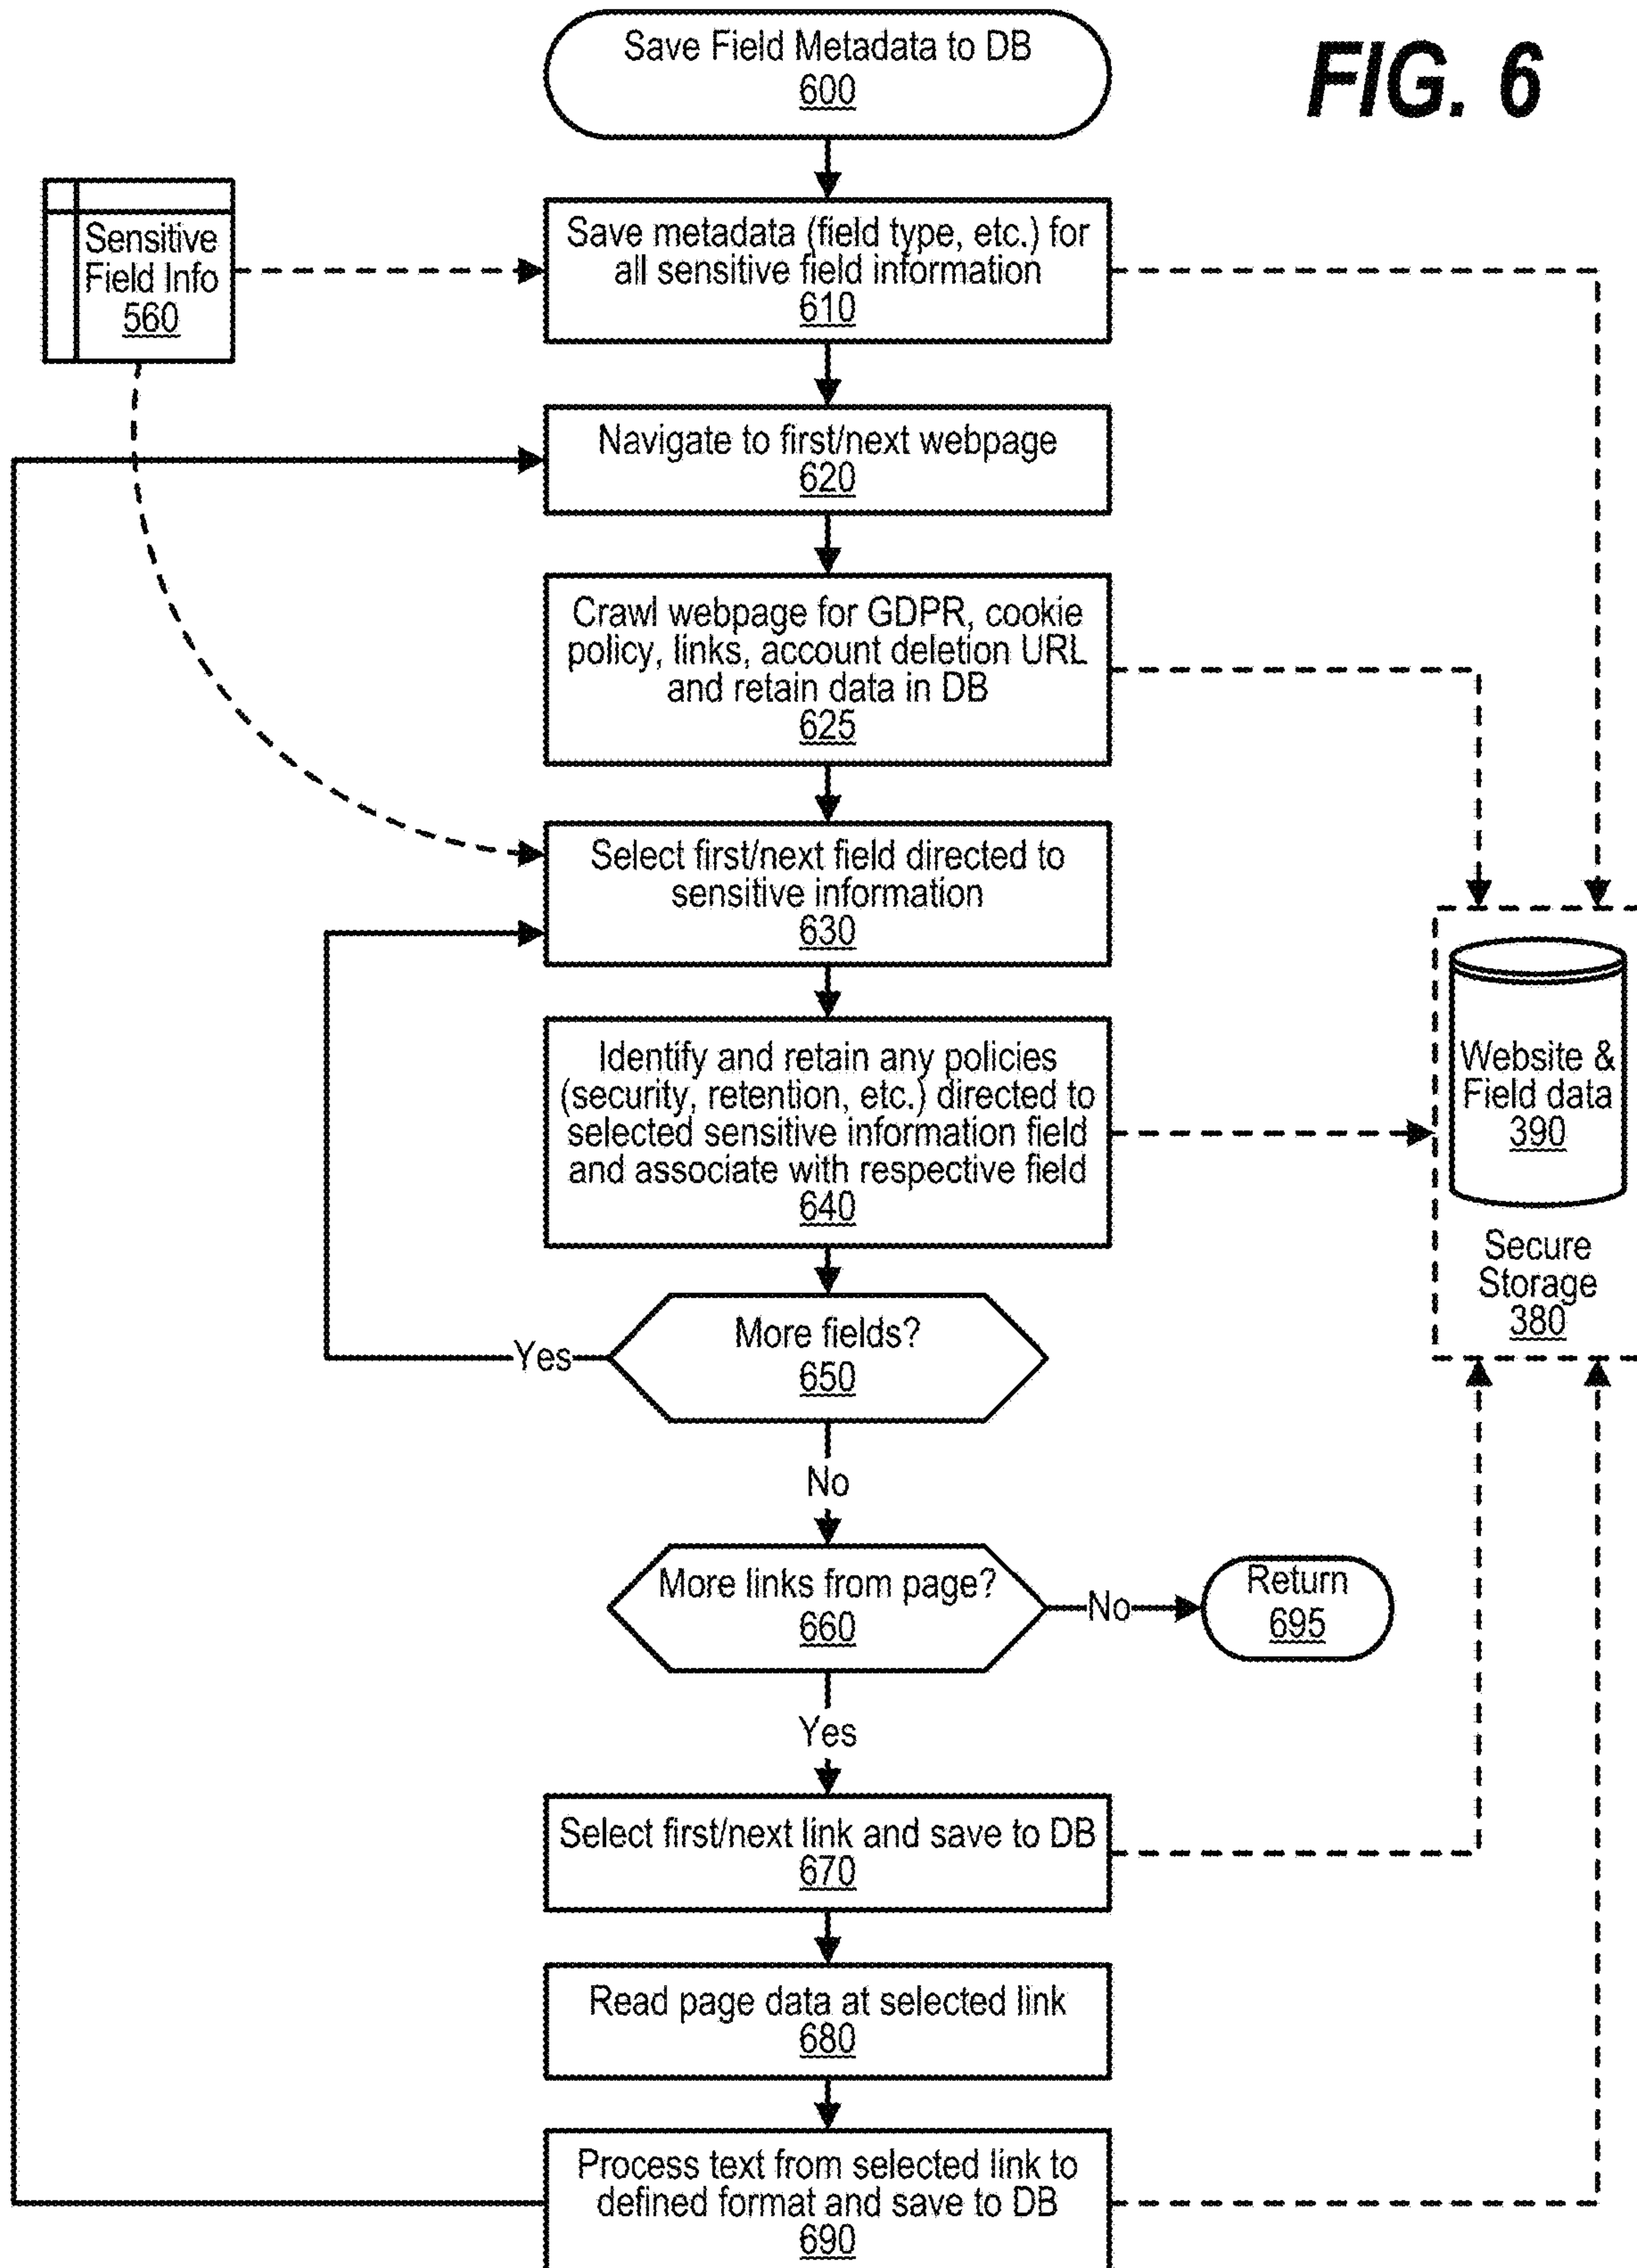 Save Field Metadata to DB
600
FIG. 6
Sensitive
Field Info
560
Save metadata (field type, etc.) for
all sensitive field information
610
Navigate to first/next webpage
620
Crawl webpage for GDPR, cookie
policy, links, account deletion URL
and retain data in DB
625
Select first/next field directed to
sensitive information
630
Identify and retain any policies
(security, retention, etc.) directed to
selected sensitive information field
and associate with respective field
640
Website &
Field data
390
Secure
Storage
380
More fields?
650
Yes
No
More links from page?
660
No
Return
695
Yes
Select first/next link and save to DB
670
Read page data at selected link
680
Process text from selected link to
defined format and save to DB
690